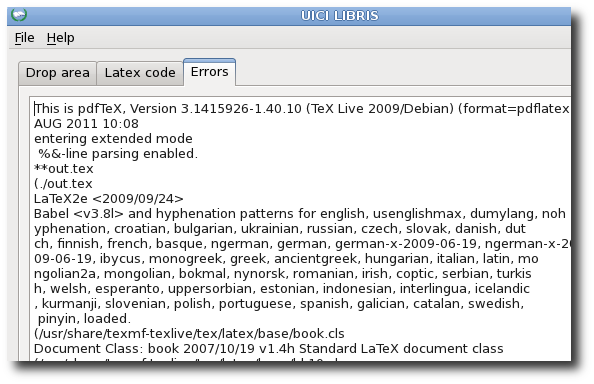 UICI LIBRIS
File Help
Drop area Latex code Errors
This is pdfTeX, Version 3.1415926-1.40.10 (TeX Live 2009/Debian) (format=pdflatex
AUG 2011 10:08
entering extended mode
%&-line parsing enabled.
**out.tex
(./out.tex
LaTeX2e <2009/09/24>
Babel <v3.8l> and hyphenation patterns for english, usenglishmax, dumylang, noh
yphenation, croatian, bulgarian, ukrainian, russian, czech, slovak, danish, dut
ch, finnish, french, basque, ngerman, german, german-x-2009-06-19, ngerman-x-20
09-06-19, ibycus, monogreek, greek, ancientgreek, hungarian, italian, latin, mo
ngolian2a, mongolian, bokmal, nynorsk, romanian, irish, coptic, serbian, turkis
h, welsh, esperanto, uppersorbian, estonian, indonesian, interlingua, icelandic
, kurmanji, slovenian, polish, portuguese, spanish, galician, catalan, swedish,
pinyin, loaded.
(/usr/share/texmf-texlive/tex/latex/base/book.cls
Document Class: book 2007/10/19 v1.4h Standard LaTeX document class